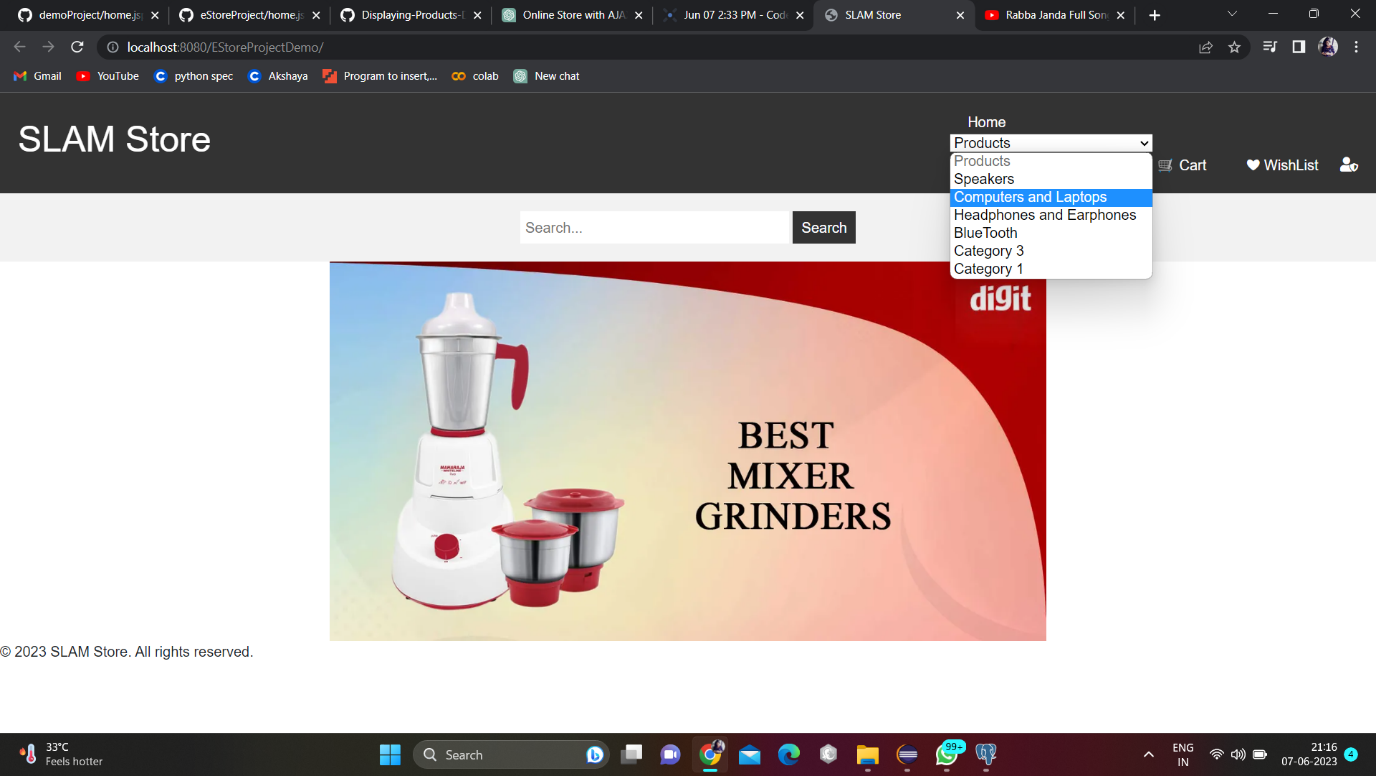 demoProject/home.js
eStoreProject/home.js
Displaying-Products-
Online Store with AJA
Jun 07 2:33 PM - Cod
SLAM Store
Rabba Janda Full Son
localhost:8080/EStoreProjectDemo/
Gmail
YouTube
python spec
Akshaya
Program to insert,...
colab
New chat
SLAM Store
Home
Products
Products
Speakers
Computers and Laptops
Headphones and Earphones
BlueTooth
Category 3
Category 1
Cart
WishList
Search...
Search
digit
BEST
MIXER
GRINDERS
© 2023 SLAM Store. All rights reserved.
33°C
Feels hotter
Search
99+
ENG
IN
21:16
07-06-2023
4